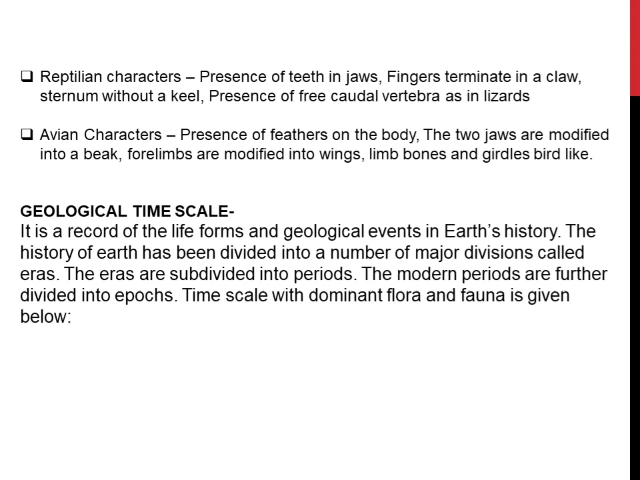 ❑ Reptilian characters – Presence of teeth in jaws, Fingers terminate in a claw,
sternum without a keel, Presence of free caudal vertebra as in lizards
❑ Avian Characters – Presence of feathers on the body, The two jaws are modified
into a beak, forelimbs are modified into wings, limb bones and girdles bird like.
GEOLOGICAL TIME SCALE-
It is a record of the life forms and geological events in Earth’s history. The
history of earth has been divided into a number of major divisions called
eras. The eras are subdivided into periods. The modern periods are further
divided into epochs. Time scale with dominant flora and fauna is given
below: